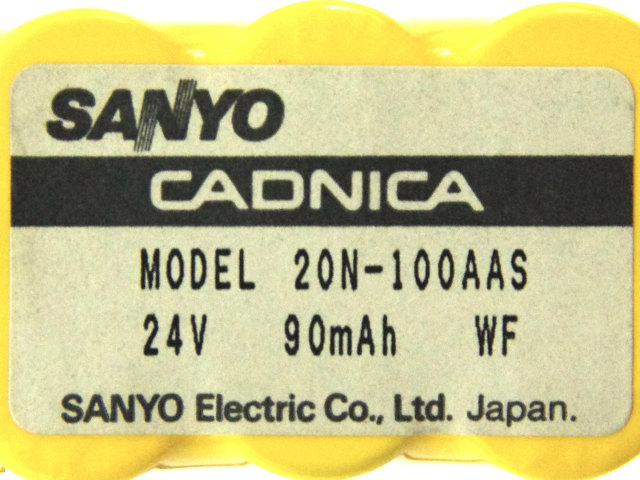 SANYO
CADNICA
MODEL 20N-100AAS
24V 90mAh WF
SANYO Electric Co., Ltd. Japan.